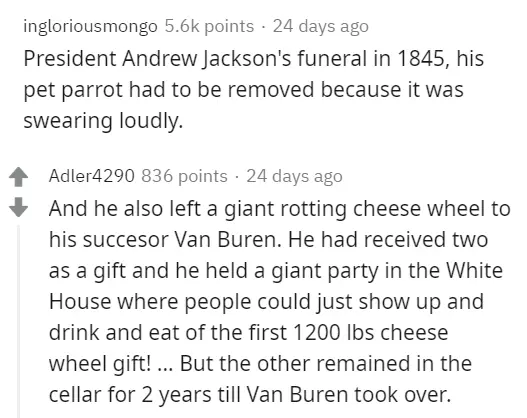 ingloriousmongo 5.6k points · 24 days ago
President Andrew Jackson's funeral in 1845, his
pet parrot had to be removed because it was
swearing loudly.
Adler4290 836 points · 24 days ago
And he also left a giant rotting cheese wheel to
his succesor Van Buren. He had received two
as a gift and he held a giant party in the White
House where people could just show up and
drink and eat of the first 1200 lbs cheese
wheel gift! ... But the other remained in the
cellar for 2 years till Van Buren took over.